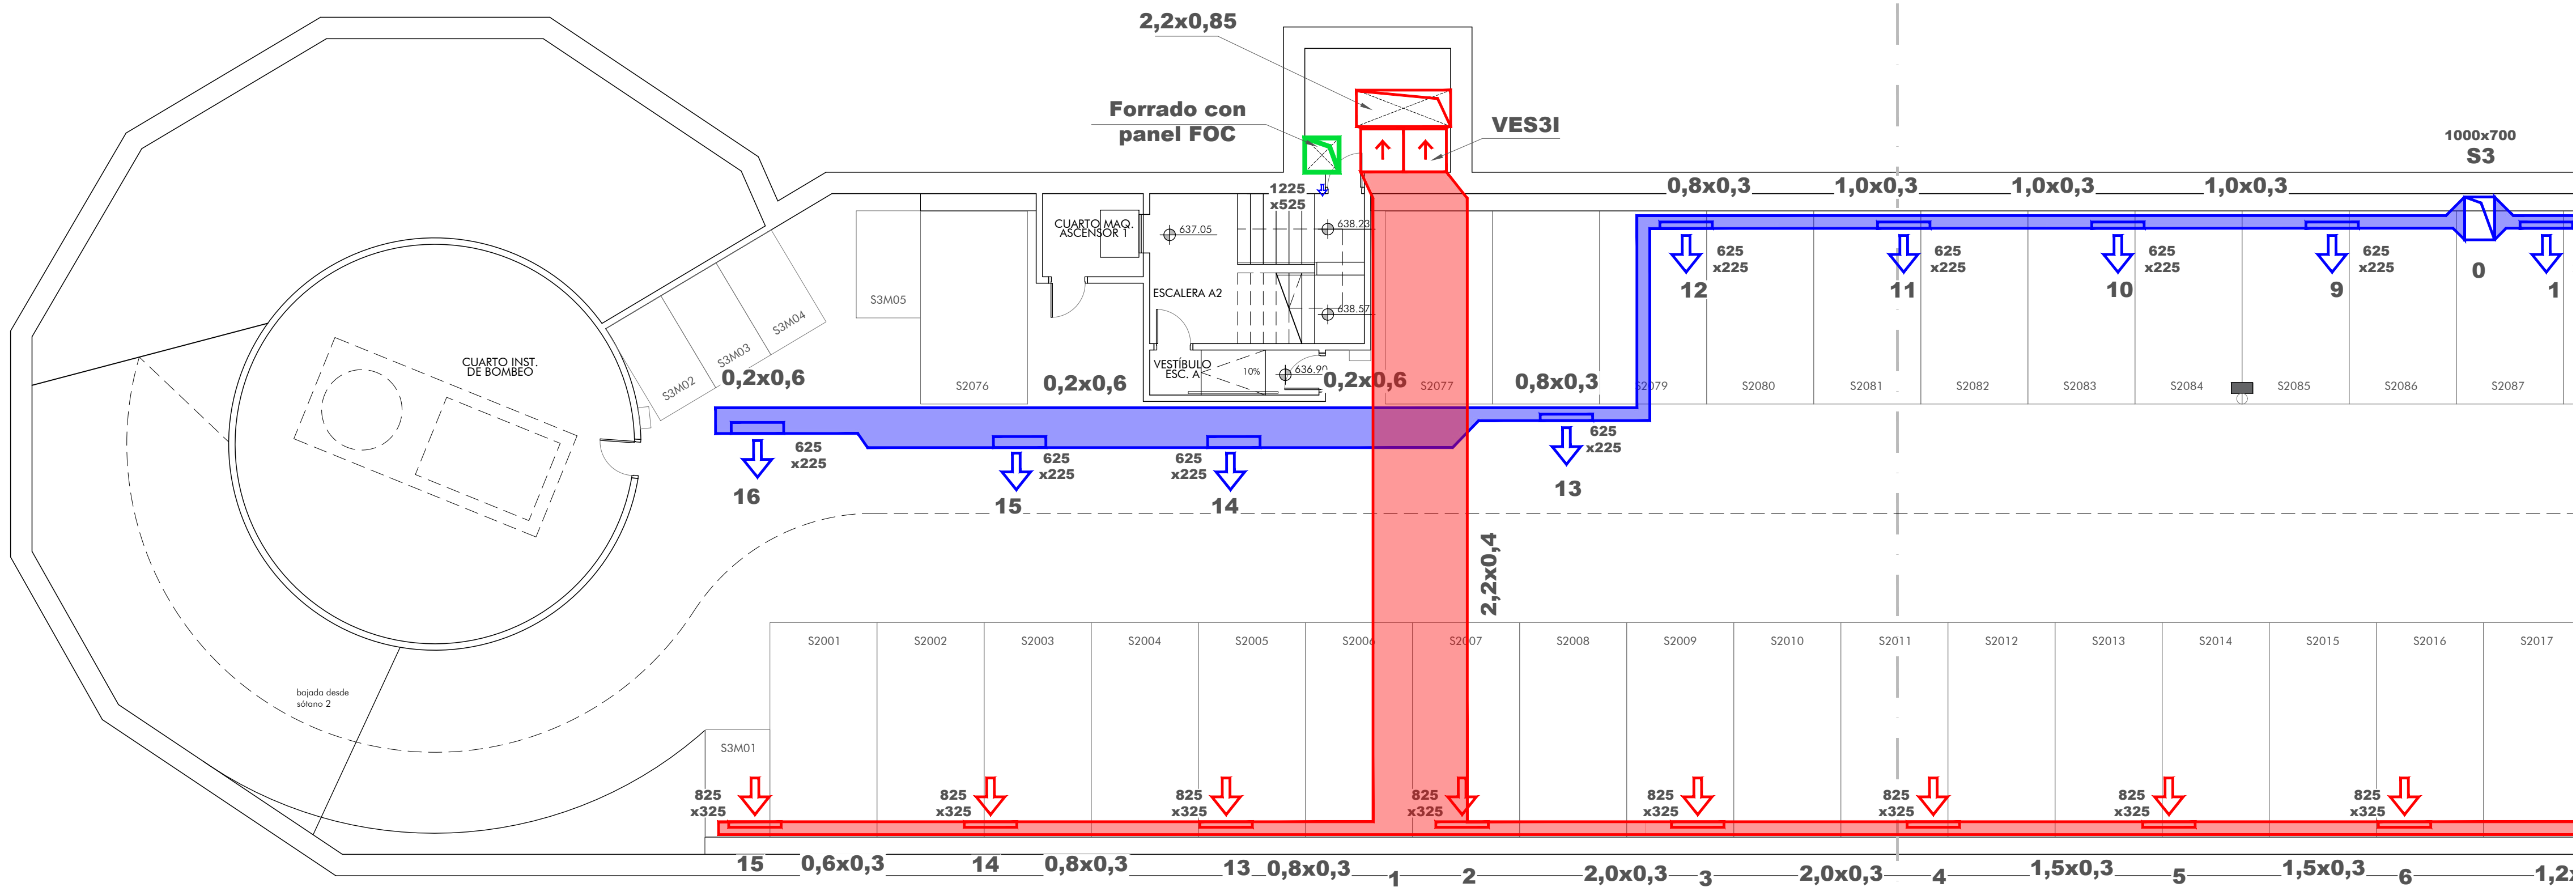 2,2x0,85
Forrado con
panel FOC
VES3I
1000x700
S3
1225
x525
0,8x0,3
1,0x0,3
1,0x0,3
1,0x0,3
CUARTO MAQ.
ASCENSOR 1
637.05
638.23
638.57
ESCALERA A2
VESTÍBULO
ESC. A
10%
636.90
S3M05
S3M04
S3M03
S3M02
CUARTO INST.
DE BOMBEO
0,2x0,6
S2076
0,2x0,6
0,2x0,6
S2077
0,8x0,3
S2079
S2080
S2081
S2082
S2083
S2084
S2085
S2086
S2087
625
x225
12
625
x225
11
625
x225
10
625
x225
9
0
1
625
x225
16
625
x225
15
625
x225
14
625
x225
13
2,2x0,4
S2001
S2002
S2003
S2004
S2005
S2006
S2007
S2008
S2009
S2010
S2011
S2012
S2013
S2014
S2015
S2016
S2017
bajada desde
sótano 2
S3M01
825
x325
825
x325
825
x325
825
x325
825
x325
825
x325
825
x325
825
x325
15
0,6x0,3
14
0,8x0,3
13
0,8x0,3
1
2
2,0x0,3
3
2,0x0,3
4
1,5x0,3
5
1,5x0,3
6
1,2